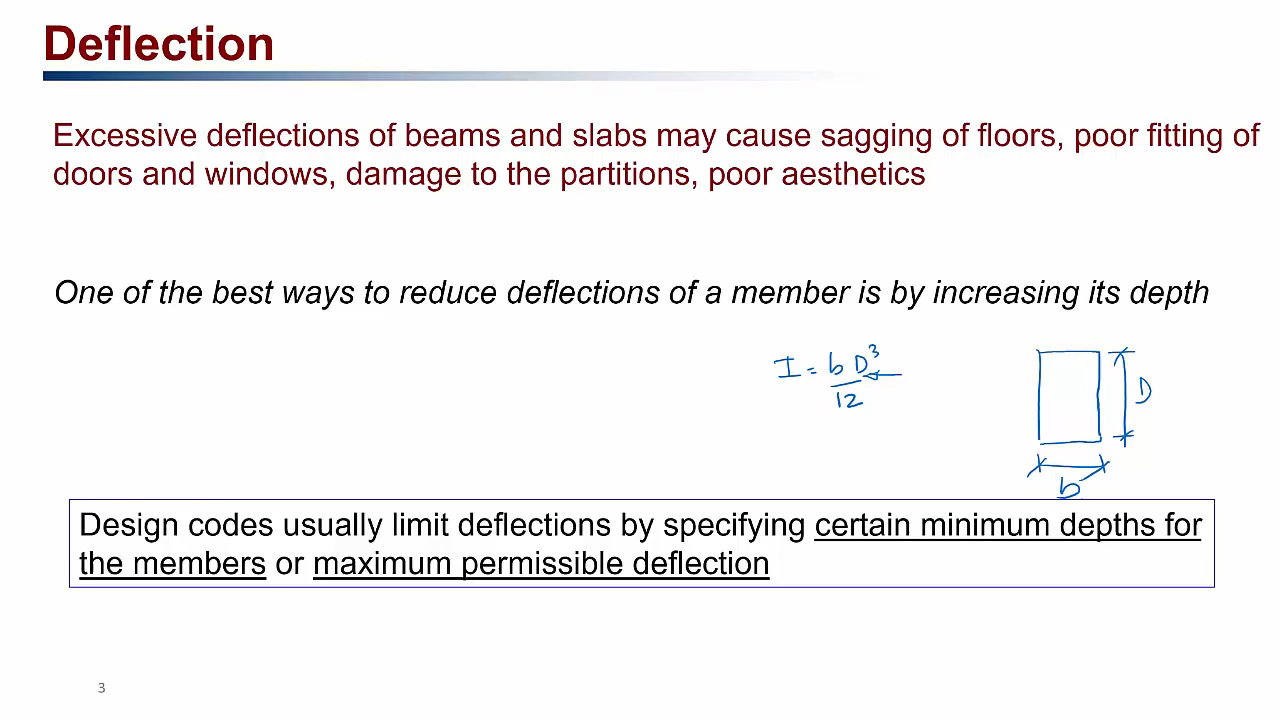 Deflection
Excessive deflections of beams and slabs may cause sagging of floors, poor fitting of
doors and windows, damage to the partitions, poor aesthetics
One of the best ways to reduce deflections of a member is by increasing its depth
I = bD³/12
D
b
Design codes usually limit deflections by specifying certain minimum depths for
the members or maximum permissible deflection
3